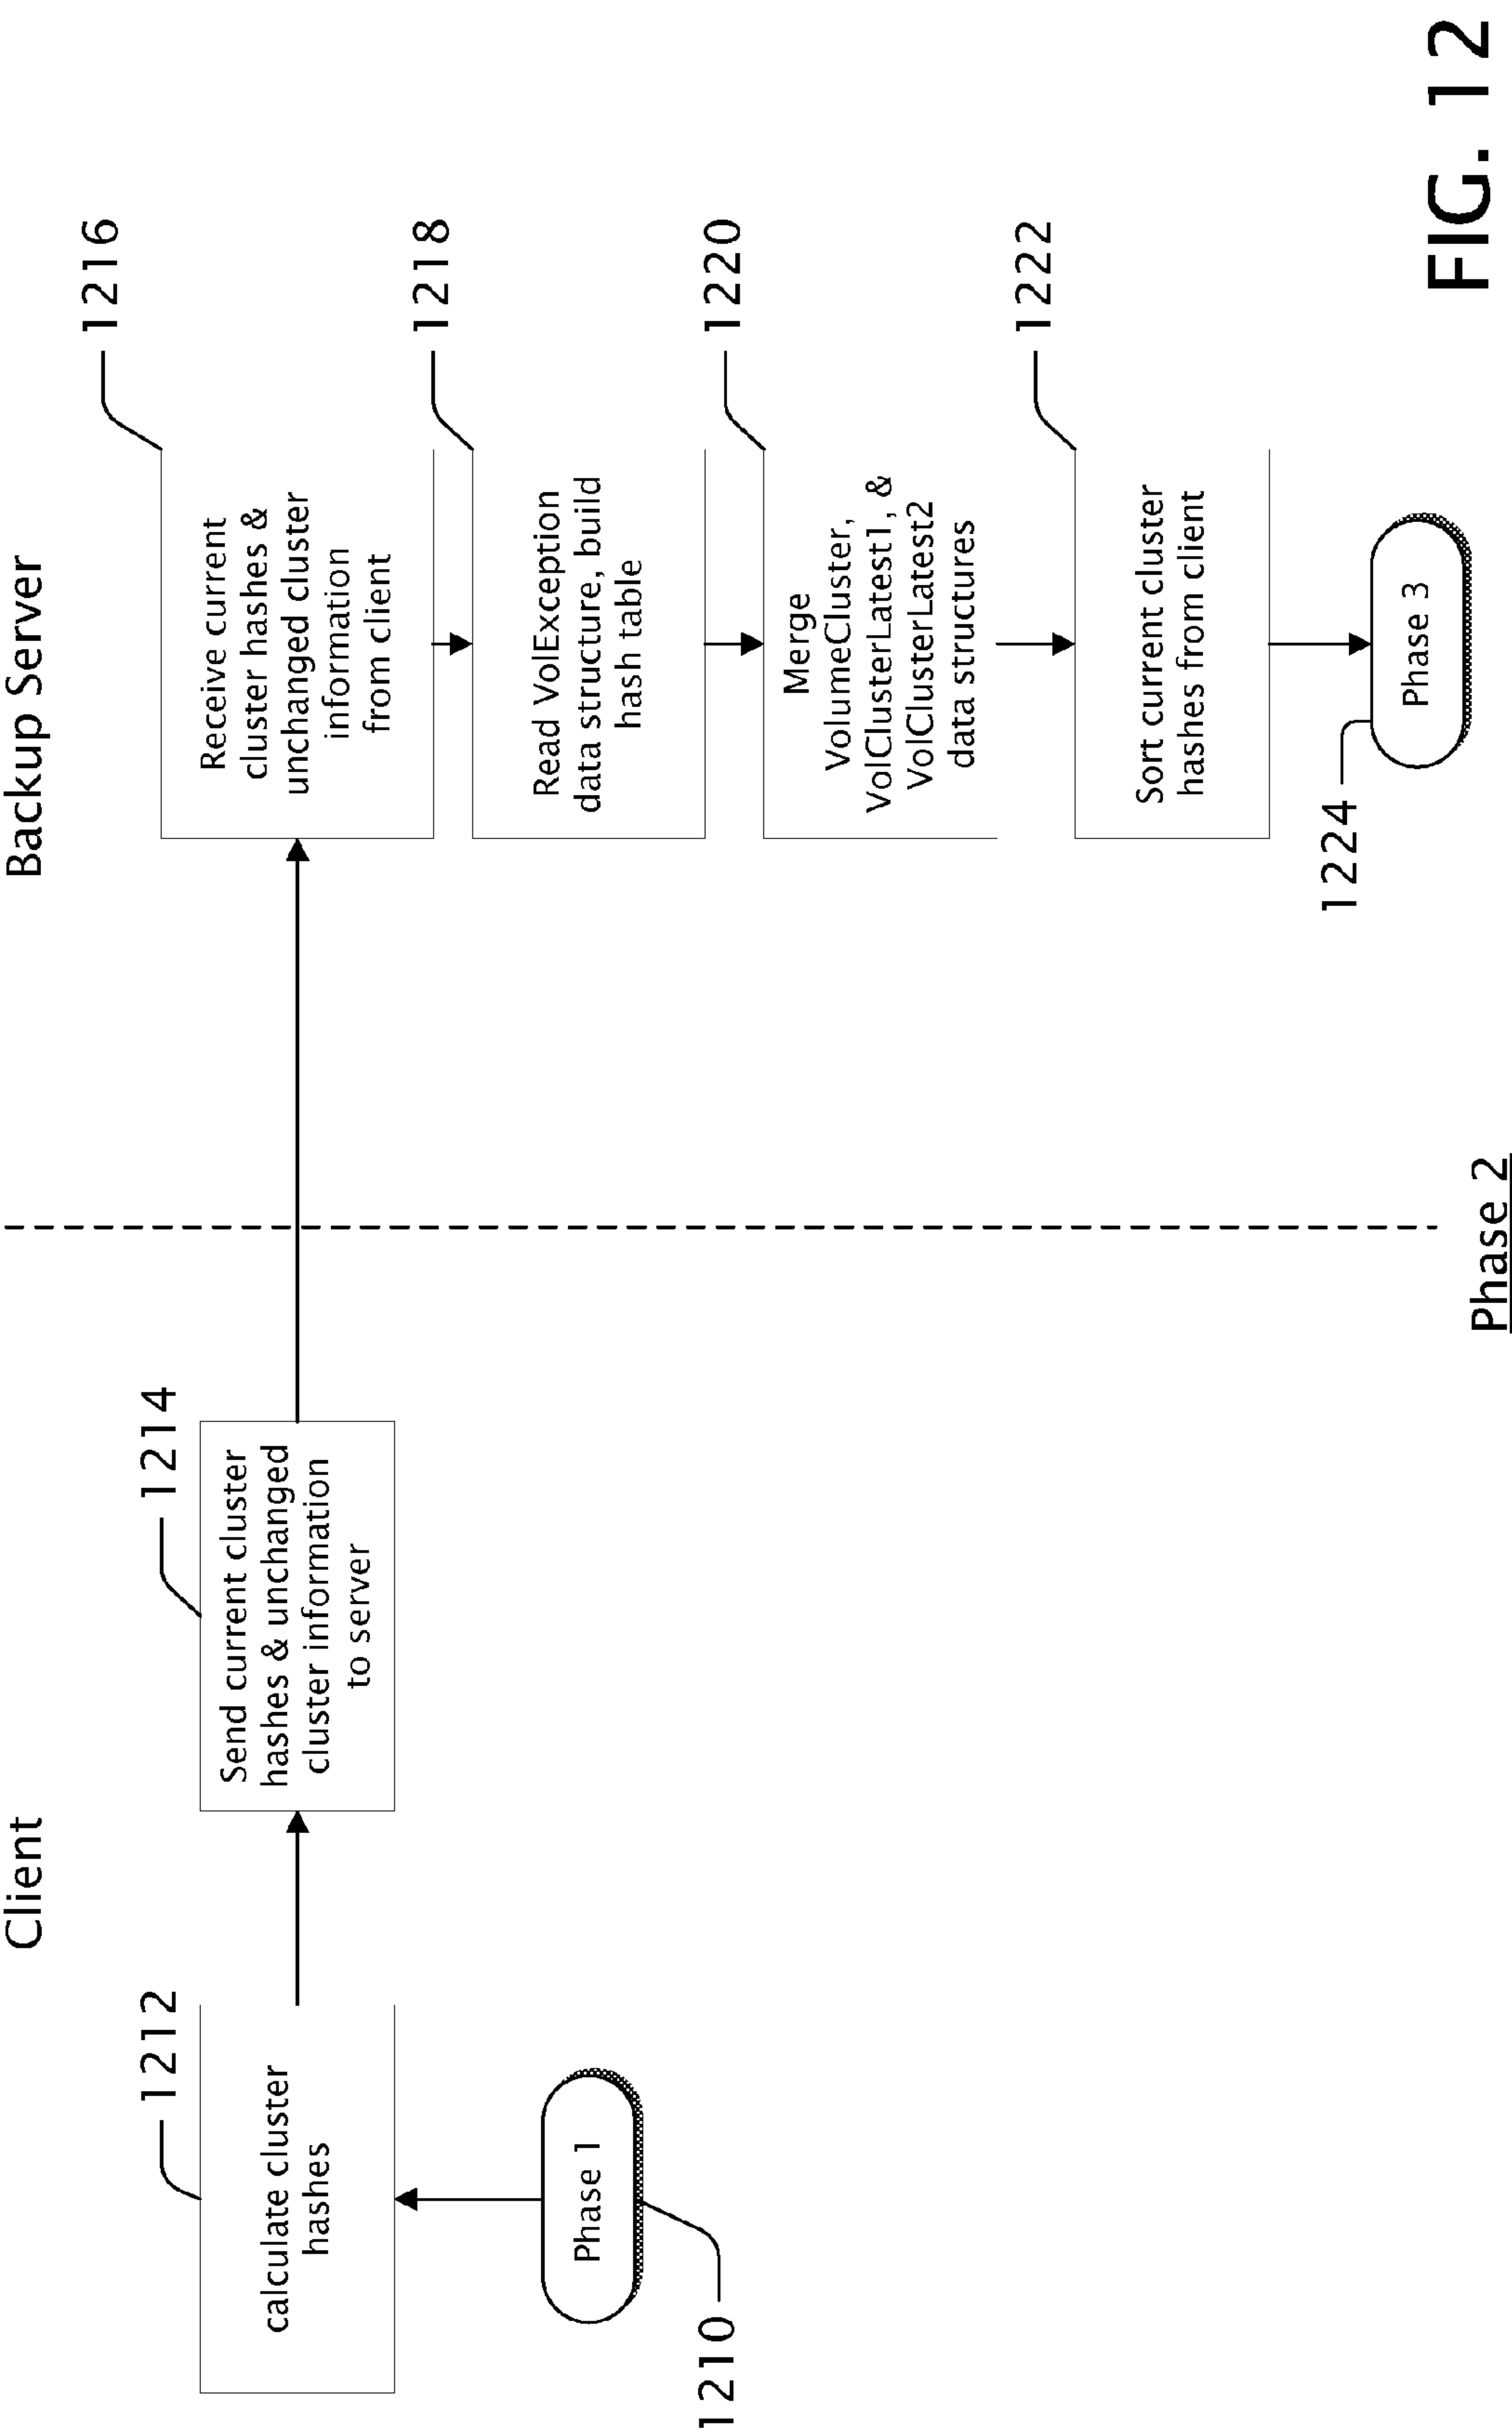 Client
Backup Server
1212
calculate cluster
hashes
Phase 1
1210
1214
Send current cluster
hashes & unchanged
cluster information
to server
1216
Receive current
cluster hashes &
unchanged cluster
information
from client
1218
Read VolException
data structure, build
hash table
1220
Merge
VolumeCluster,
VolClusterLatest1, &
VolClusterLatest2
data structures
1222
Sort current cluster
hashes from client
Phase 3
1224
Phase 2
FIG. 12